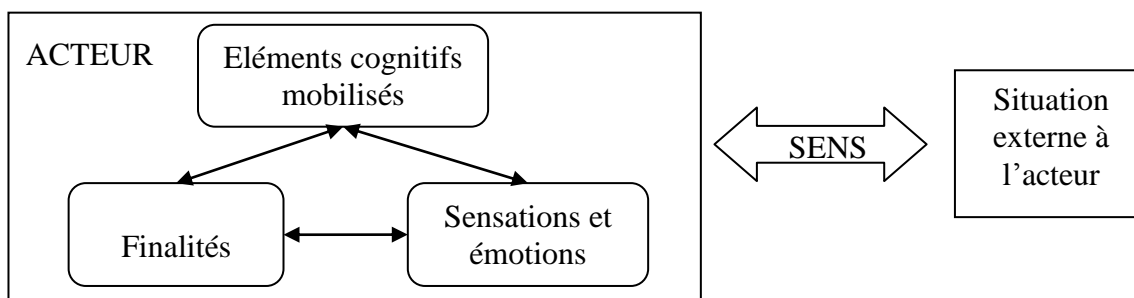 ACTEUR
Eléments cognitifs
mobilisés
Finalités
Sensations et
émotions
SENS
Situation
externe à
l’acteur